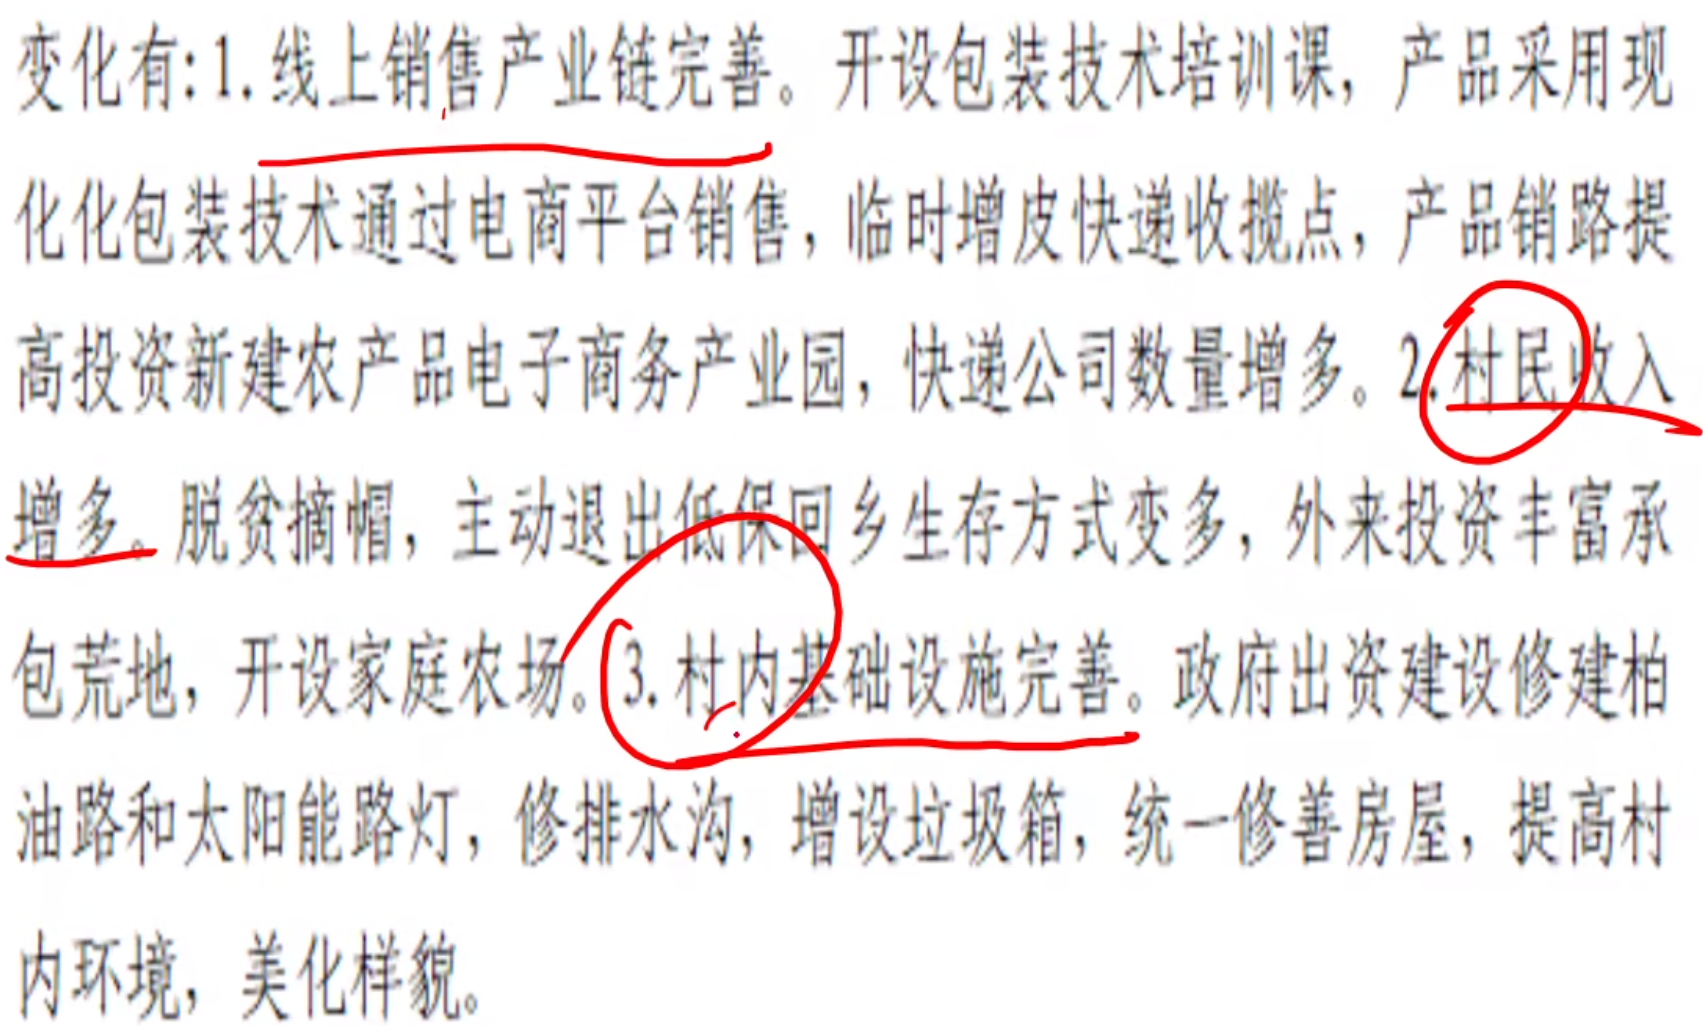 变化有:1.线上销售产业链完善。开设包装技术培训课，产品采用现
化化包装技术通过电商平台销售，临时增皮快递收揽点，产品销路提
高投资新建农产品电子商务产业园，快递公司数量增多。2.村民收入
增多。脱贫摘帽，主动退出低保回乡生存方式变多，外来投资丰富承
包荒地，开设家庭农场。3.村内基础设施完善。政府出资建设修建柏
油路和太阳能路灯，修排水沟，增设垃圾箱，统一修善房屋，提高村
内环境，美化样貌。